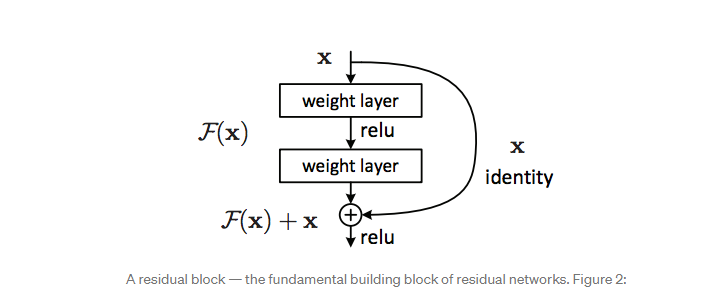 x
weight layer
relu
F(x)
weight layer
x
identity
F(x) + x
relu
A residual block — the fundamental building block of residual networks. Figure 2: